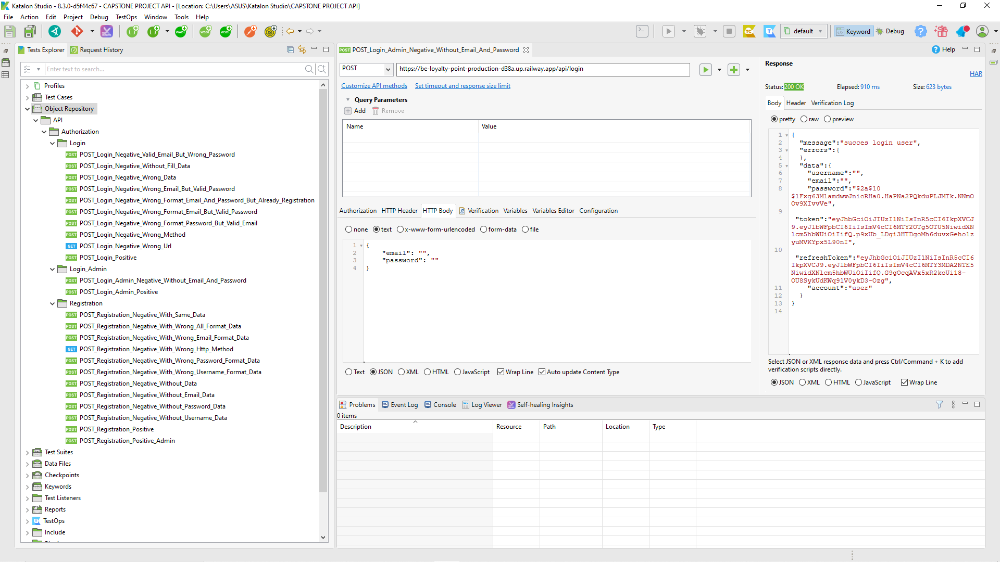 Katalon Studio - 8.3.0-d5f44c67 - CAPSTONE PROJECT API - [Location: C:\Users\ASUS\Katalon Studio\CAPSTONE PROJECT API]
File Action Edit Project Debug TestOps Window Tools Help
default Keyword Debug
Tests Explorer Request History
Enter text to search...
Profiles
Test Cases
Object Repository
API
Authorization
Login
POST POST_Login_Negative_Valid_Email_But_Wrong_Password
POST POST_Login_Negative_Without_Fill_Data
POST POST_Login_Negative_Wrong_Data
POST POST_Login_Negative_Wrong_Email_But_Valid_Password
POST POST_Login_Negative_Wrong_Format_Email_And_Password_But_Already_Registration
POST POST_Login_Negative_Wrong_Format_Email_But_Valid_Password
POST POST_Login_Negative_Wrong_Format_Password_But_Valid_Email
POST POST_Login_Negative_Wrong_Method
GET POST_Login_Negative_Wrong_Url
POST POST_Login_Positive
Login_Admin
POST POST_Login_Admin_Negative_Without_Email_And_Password
POST POST_Login_Admin_Positive
Registration
POST POST_Registration_Negative_With_Same_Data
POST POST_Registration_Negative_With_Wrong_All_Format_Data
POST POST_Registration_Negative_With_Wrong_Email_Format_Data
GET POST_Registration_Negative_With_Wrong_Http_Method
POST POST_Registration_Negative_With_Wrong_Password_Format_Data
POST POST_Registration_Negative_With_Wrong_Username_Format_Data
POST POST_Registration_Negative_Without_Data
POST POST_Registration_Negative_Without_Email_Data
POST POST_Registration_Negative_Without_Password_Data
POST POST_Registration_Negative_Without_Username_Data
POST POST_Registration_Positive
POST POST_Registration_Positive_Admin
Test Suites
Data Files
Checkpoints
Keywords
Test Listeners
Reports
TestOps
Include
POST POST_Login_Admin_Negative_Without_Email_And_Password
Help
POST https://be-loyalty-point-production-d38a.up.railway.app/api/login
Customize API methods Set timeout and response size limit
Query Parameters
Add Remove
Name Value
Authorization HTTP Header HTTP Body Verification Variables Variables Editor Configuration
none text x-www-form-urlencoded form-data file
1 {
2 "email": "",
3 "password": ""
4 }
Text JSON XML HTML JavaScript Wrap Line Auto update Content Type
Response
HAR
Status: 200 OK Elapsed: 910 ms Size: 623 bytes
Body Header Verification Log
pretty raw preview
1 {
2 "message":"succes login user",
3 "errors":{
4 },
5 "data":{
6 "username":"",
7 "email":"",
8 "password":"$2a$10
$1Fxg63MlamdwvJnioRHa0.HaPNa2PQkduPLJMTk.NNmO
Ov9XIvvVe",
9
"token":"eyJhbGciOiJIUzI1NiIsInR5cCI6IkpXVCJ
9.eyJlbWFpbCI6IiIsImV4cCI6MTY2OTg5OTU5NiwidXN
lcm5hbWUiOiIifQ.p9xUb_LDgi3HTDgoMh6duvxGeho1z
yuMVKYpx5L90nI",
10
"refreshToken":"eyJhbGciOiJIUzI1NiIsInR5cCI6
IkpXVCJ9.eyJlbWFpbCI6IiIsImV4cCI6MTY3MDA2NTE5
NiwidXNlcm5hbWUiOiIifQ.G9gOcqAVx5xR2koUi18-
OU8SykUdKWq91V0ykD3-Ozg",
11 "account":"user"
12 }
13 }
14
Select JSON or XML response data and press Ctrl/Command + K to add
verification scripts directly.
JSON XML HTML JavaScript Wrap Line
Problems Event Log Console Log Viewer Self-healing Insights
0 items
Description Resource Path Location Type